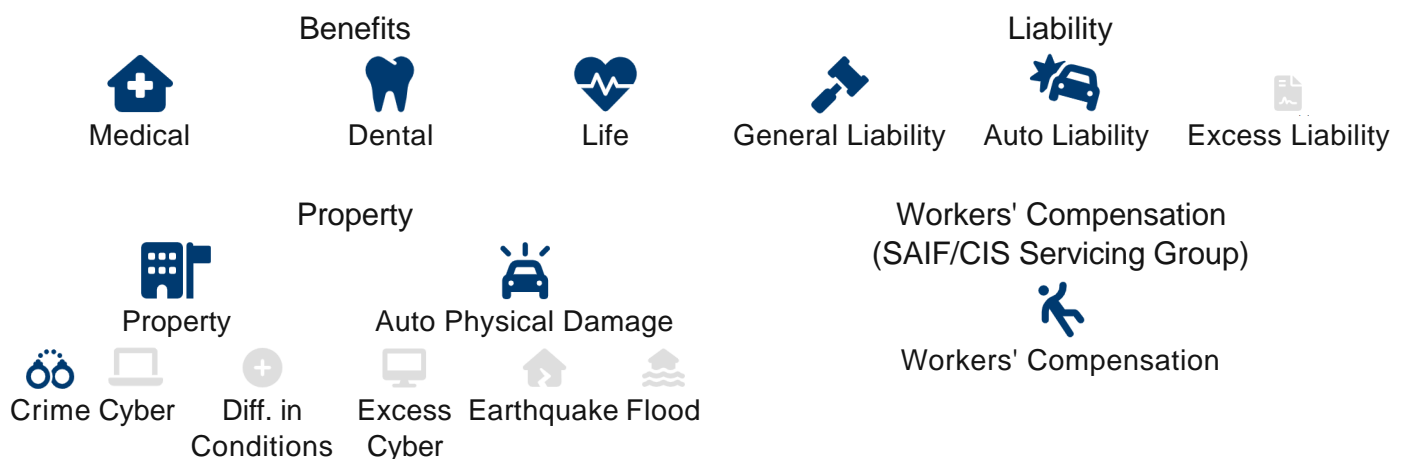 Benefits
Medical
Dental
Life
Liability
General Liability
Auto Liability
Excess Liability
Property
Property
Auto Physical Damage
Crime
Cyber
Diff. in
Conditions
Excess
Cyber
Earthquake
Flood
Workers' Compensation
(SAIF/CIS Servicing Group)
Workers' Compensation